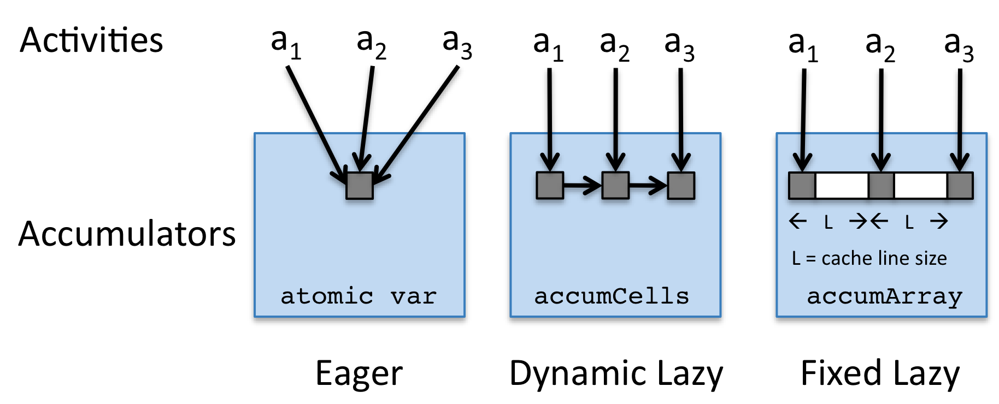 Activities
a1 a2 a3 a1 a2 a3 a1 a2 a3
Accumulators
← L →← L →
L = cache line size
atomic var accumCells accumArray
Eager Dynamic Lazy Fixed Lazy